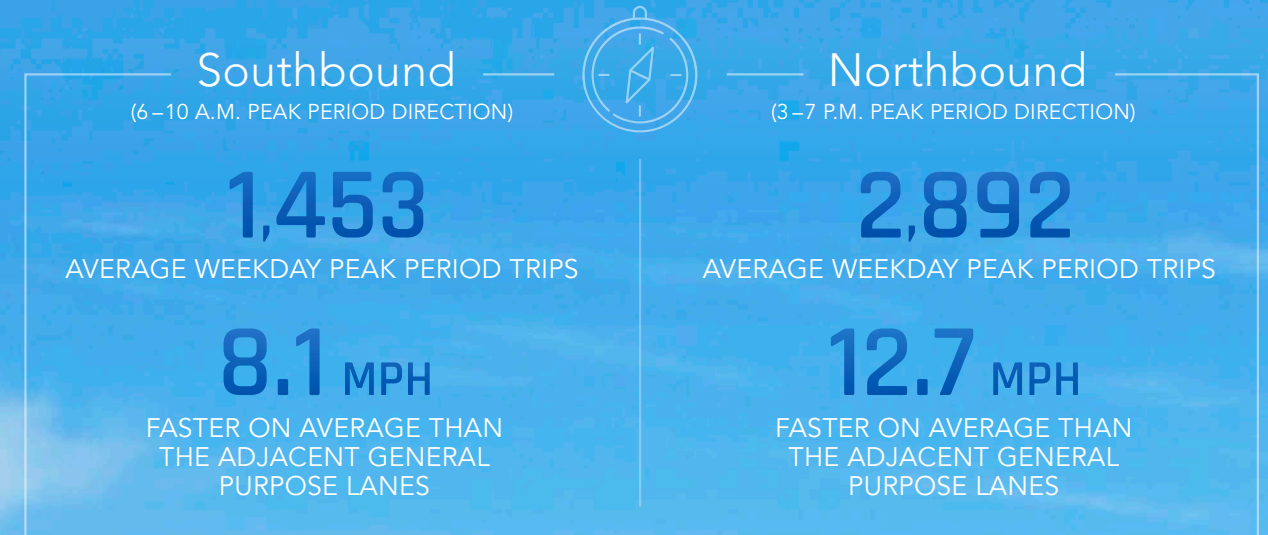 Southbound
(6–10 A.M. PEAK PERIOD DIRECTION)
1,453
AVERAGE WEEKDAY PEAK PERIOD TRIPS
8.1 MPH
FASTER ON AVERAGE THAN
THE ADJACENT GENERAL
PURPOSE LANES
Northbound
(3–7 P.M. PEAK PERIOD DIRECTION)
2,892
AVERAGE WEEKDAY PEAK PERIOD TRIPS
12.7 MPH
FASTER ON AVERAGE THAN
THE ADJACENT GENERAL
PURPOSE LANES